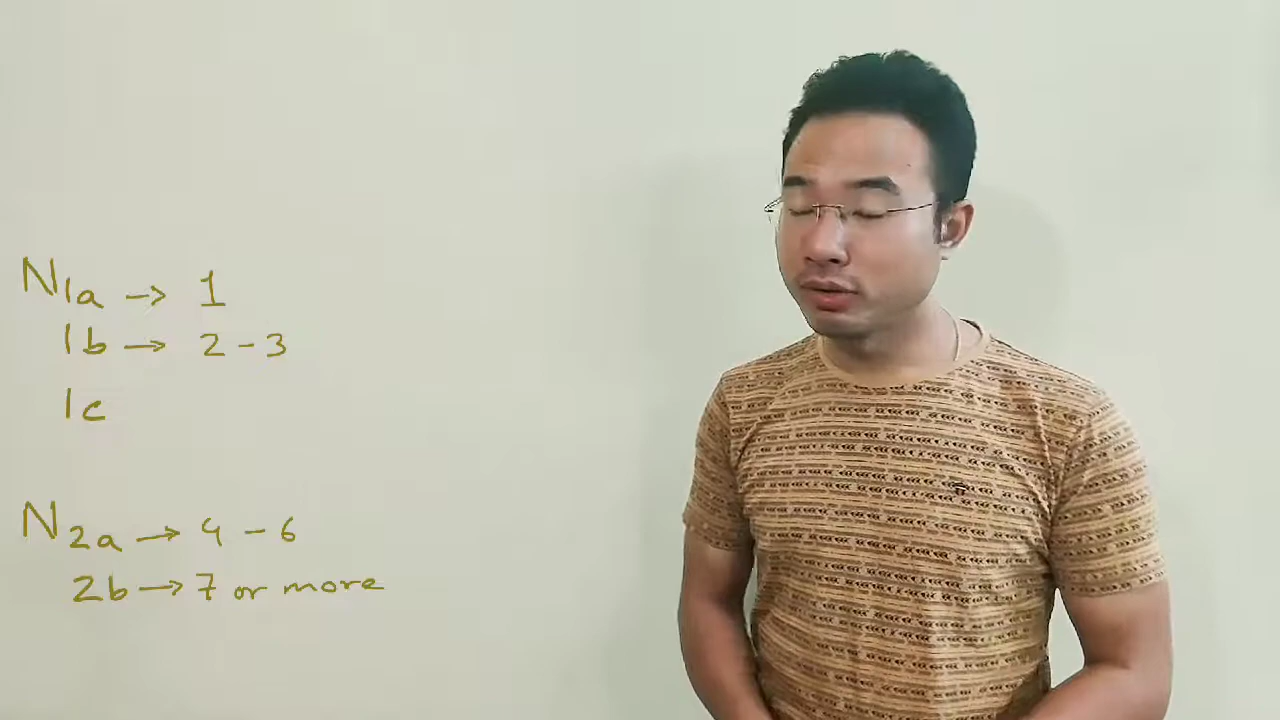 N1a → 1
1b → 2 - 3
1c
N2a → 4 - 6
2b → 7 or more